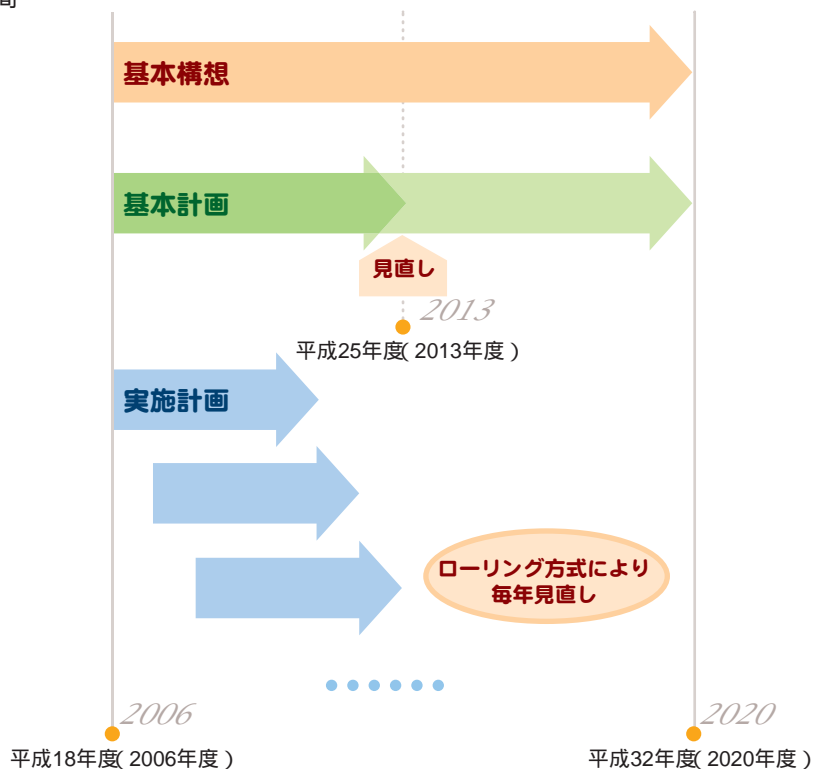 基本構想
基本計画
見直し
2013
平成25年度(2013年度)
実施計画
ローリング方式により
毎年見直し
2006
2020
平成18年度(2006年度)
平成32年度(2020年度)